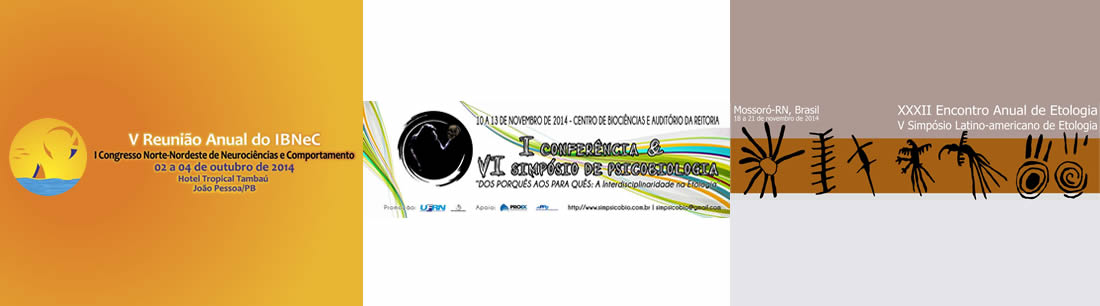 V Reunião Anual do IBNeC
I Congresso Norte-Nordeste de Neurociências e Comportamento
02 a 04 de outubro de 2014
Hotel Tropical Tambaú
João Pessoa/PB
10 A 13 DE NOVEMBRO DE 2014 - CENTRO DE BIOCIÊNCIAS E AUDITÓRIO DA REITORIA
I CONFERÊNCIA &
VI SIMPÓSIO DE PSICOBIOLOGIA
"DOS PORQUÊS AOS PARA QUÊS: A Interdisciplinaridade na Etologia"
Promoção: UFRN Apoio: PROEX http://www.simpsicobio.com.br | simpsicobio@gmail.com
Mossoró-RN, Brasil
18 a 21 de novembro de 2014
XXXII Encontro Anual de Etologia
V Simpósio Latino-americano de Etologia